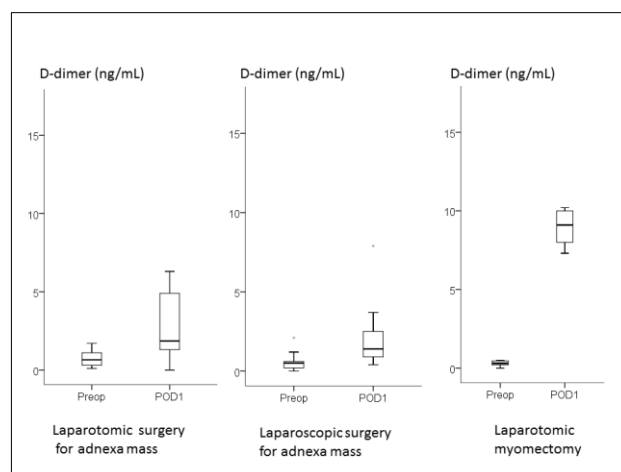 D-dimer (ng/mL) D-dimer (ng/mL) D-dimer (ng/mL)
15 15 15
10 10 10
5 5 5
0 0 0
Preop POD1 Preop POD1 Preop POD1
Laparotomic surgery Laparoscopic surgery Laparotomic
for adnexa mass for adnexa mass myomectomy